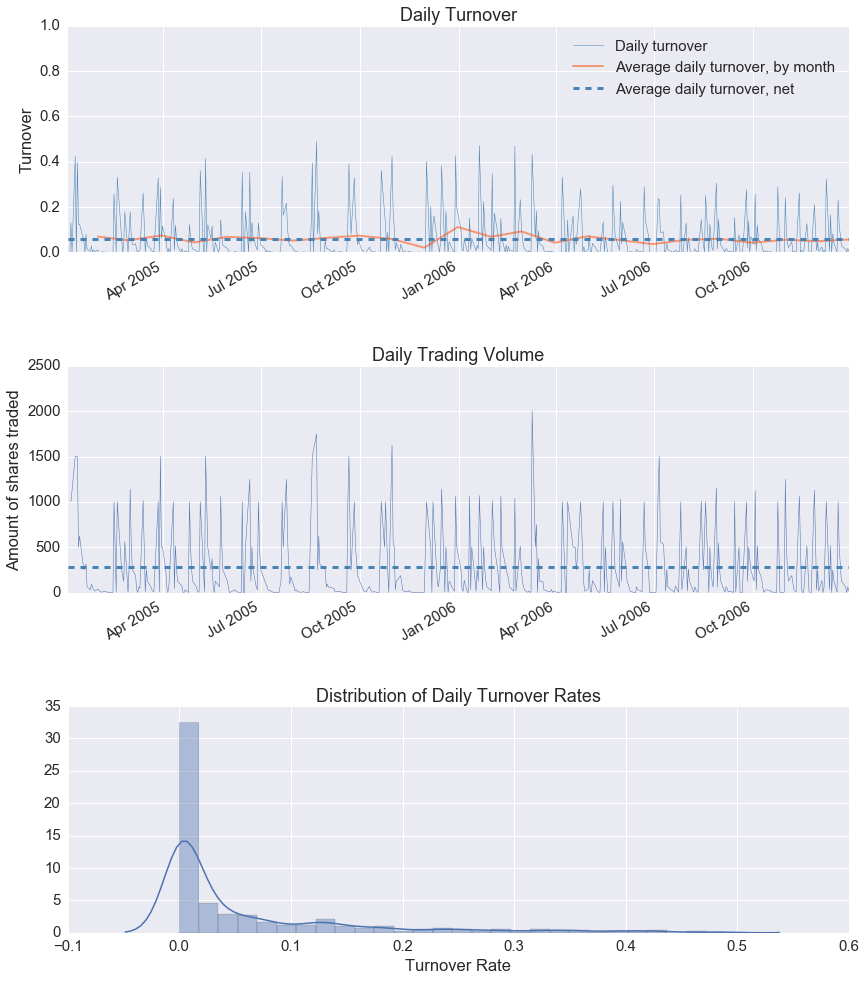 Daily Turnover
1.0
0.8
0.6
0.4
0.2
0.0
Turnover
Daily turnover
Average daily turnover, by month
Average daily turnover, net
Apr 2005
Jul 2005
Oct 2005
Jan 2006
Apr 2006
Jul 2006
Oct 2006
Daily Trading Volume
2500
2000
1500
1000
500
0
Amount of shares traded
Apr 2005
Jul 2005
Oct 2005
Jan 2006
Apr 2006
Jul 2006
Oct 2006
Distribution of Daily Turnover Rates
35
30
25
20
15
10
5
0
−0.1
0.0
0.1
0.2
0.3
0.4
0.5
0.6
Turnover Rate